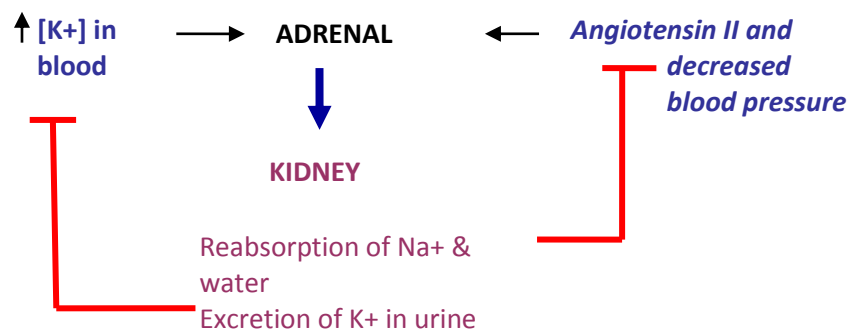 [K+] in
blood
ADRENAL
Angiotensin II and
decreased
blood pressure
KIDNEY
Reabsorption of Na+ &
water
Excretion of K+ in urine